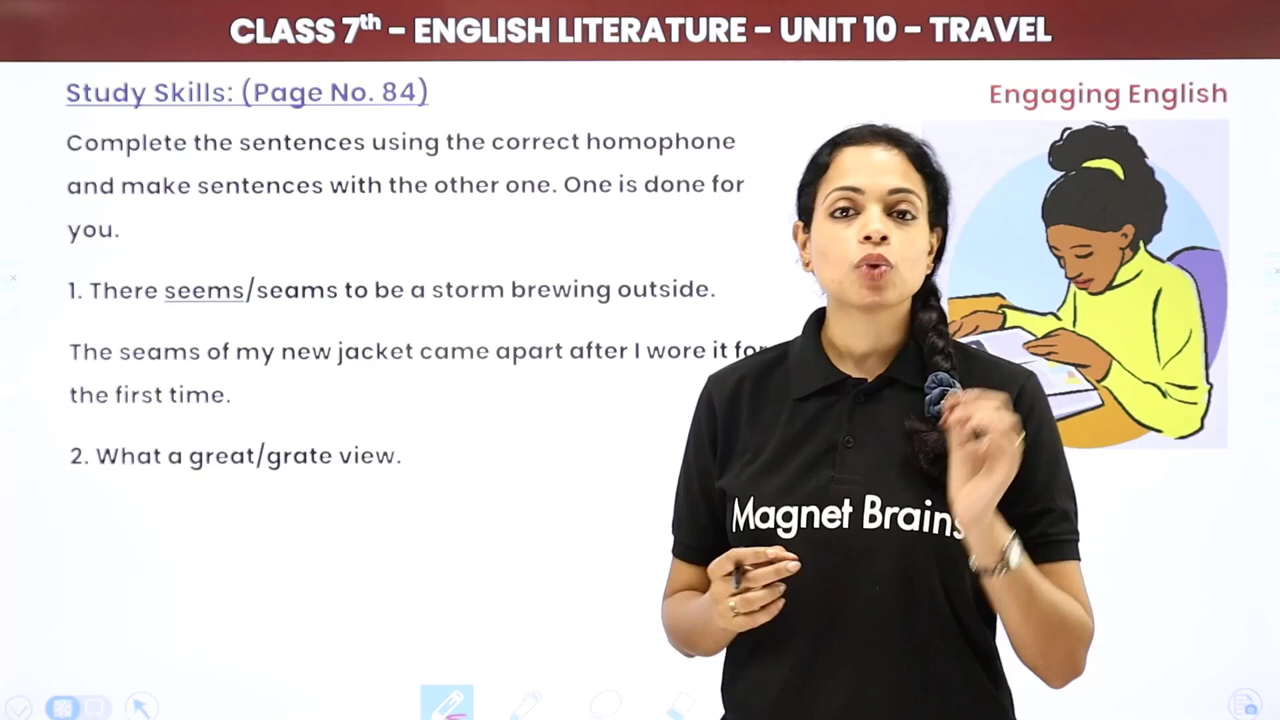 CLASS 7th - ENGLISH LITERATURE - UNIT 10 - TRAVEL
Study Skills: (Page No. 84)
Engaging English
Complete the sentences using the correct homophone
and make sentences with the other one. One is done for
you.
1. There seems/seams to be a storm brewing outside.
The seams of my new jacket came apart after I wore it for
the first time.
2. What a great/grate view.
Magnet Brains